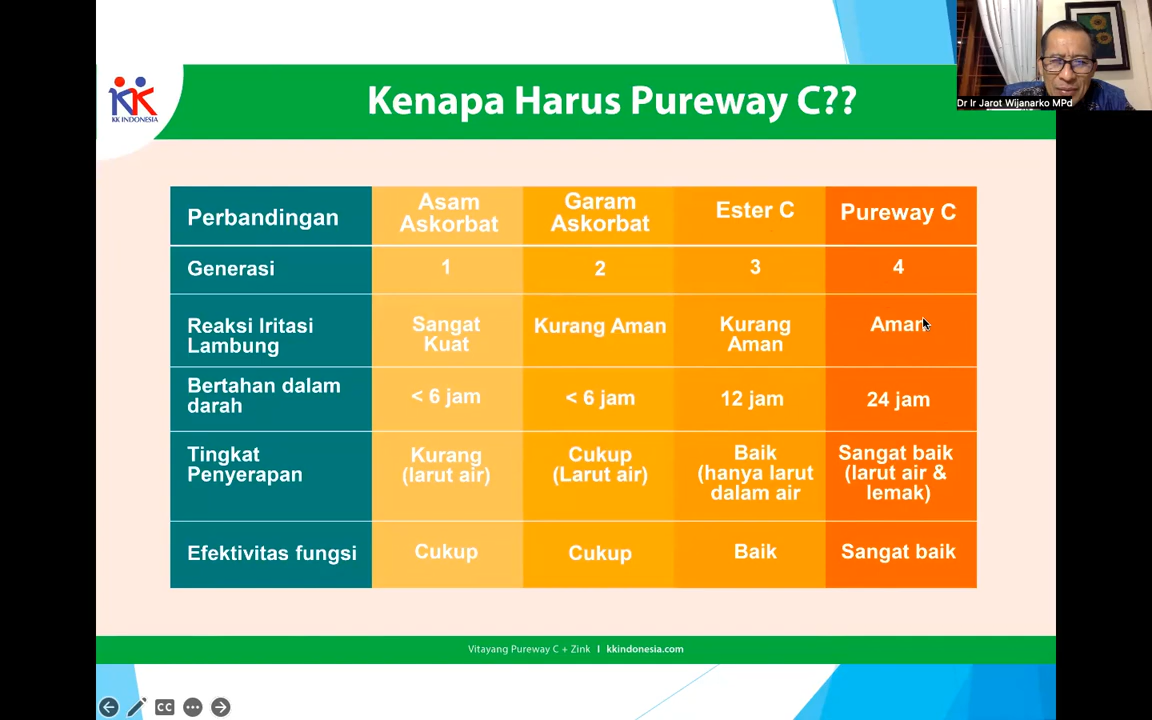 Dr Ir Jarot Wijanarko MPd
KK
KK INDONESIA
Kenapa Harus Pureway C??
Perbandingan
Asam
Askorbat
Garam
Askorbat
Ester C
Pureway C
Generasi
1
2
3
4
Reaksi Iritasi
Lambung
Sangat
Kuat
Kurang Aman
Kurang
Aman
Aman
Bertahan dalam
darah
< 6 jam
< 6 jam
12 jam
24 jam
Tingkat
Penyerapan
Kurang
(larut air)
Cukup
(Larut air)
Baik
(hanya larut
dalam air
Sangat baik
(larut air &
lemak)
Efektivitas fungsi
Cukup
Cukup
Baik
Sangat baik
Vitayang Pureway C + Zink I kkindonesia.com
CC